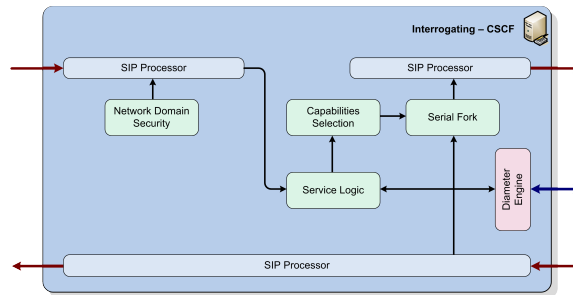 Interrogating – CSCF
SIP Processor
SIP Processor
Network Domain
Security
Capabilities
Selection
Serial Fork
Service Logic
Diameter
Engine
SIP Processor